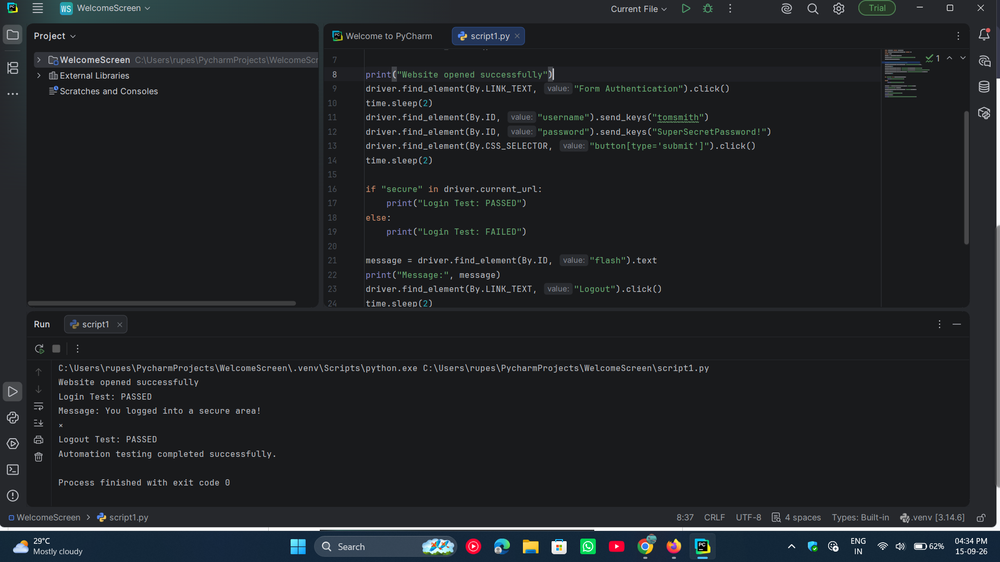 WS WelcomeScreen
Current File
Trial
Project
WelcomeScreen C:\Users\rupes\PycharmProjects\WelcomeScr
External Libraries
Scratches and Consoles
Welcome to PyCharm
script1.py
1
7
8 print("Website opened successfully")
9 driver.find_element(By.LINK_TEXT, value: "Form Authentication").click()
10 time.sleep(2)
11 driver.find_element(By.ID, value: "username").send_keys("tomsmith")
12 driver.find_element(By.ID, value: "password").send_keys("SuperSecretPassword!")
13 driver.find_element(By.CSS_SELECTOR, value: "button[type='submit']").click()
14 time.sleep(2)
15
16 if "secure" in driver.current_url:
17 print("Login Test: PASSED")
18 else:
19 print("Login Test: FAILED")
20
21 message = driver.find_element(By.ID, value: "flash").text
22 print("Message:", message)
23 driver.find_element(By.LINK_TEXT, value: "Logout").click()
24 time.sleep(2)
Run script1
C:\Users\rupes\PycharmProjects\WelcomeScreen\.venv\Scripts\python.exe C:\Users\rupes\PycharmProjects\WelcomeScreen\script1.py
Website opened successfully
Login Test: PASSED
Message: You logged into a secure area!
×
Logout Test: PASSED
Automation testing completed successfully.
Process finished with exit code 0
WelcomeScreen > script1.py
8:37 CRLF UTF-8 4 spaces Types: Built-in .venv [3.14.6]
29°C
Mostly cloudy
Search
ENG
IN
62%
04:34 PM
15-09-26